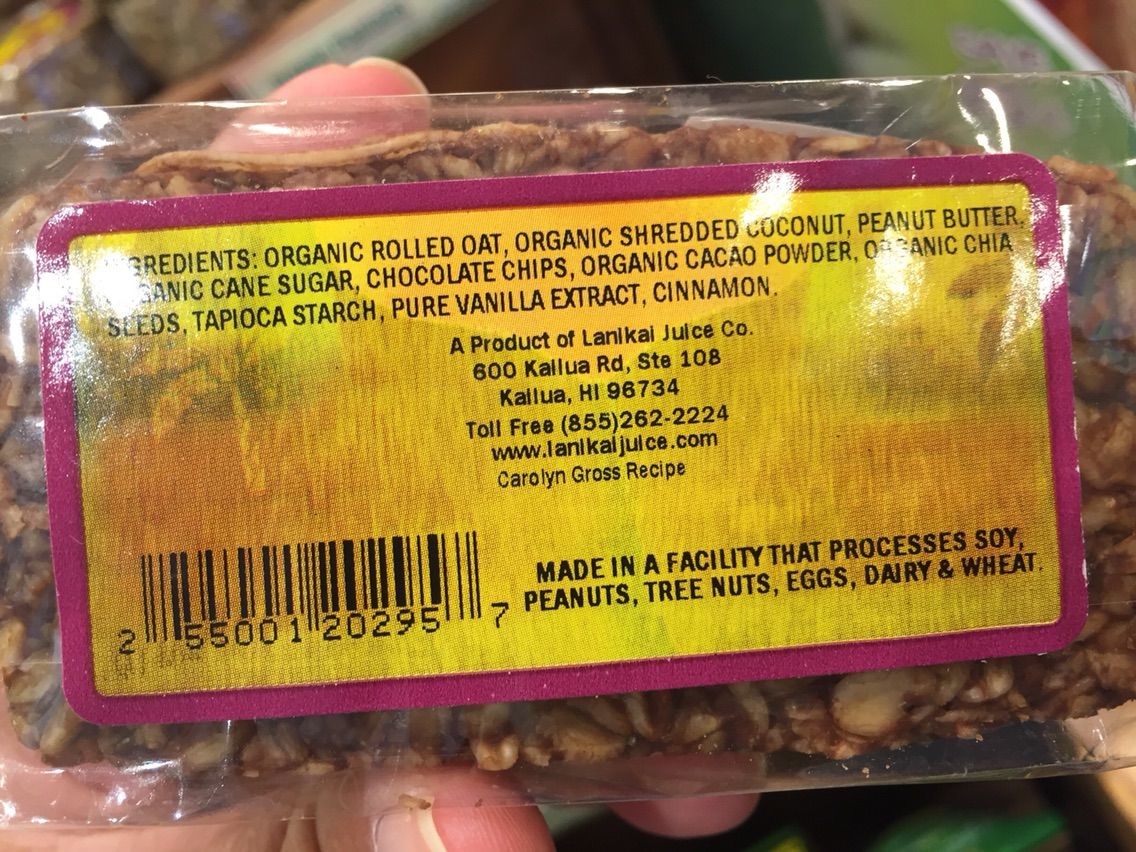 INGREDIENTS: ORGANIC ROLLED OAT, ORGANIC SHREDDED COCONUT, PEANUT BUTTER,
ORGANIC CANE SUGAR, CHOCOLATE CHIPS, ORGANIC CACAO POWDER, ORGANIC CHIA
SEEDS, TAPIOCA STARCH, PURE VANILLA EXTRACT, CINNAMON.
A Product of Lanikai Juice Co.
600 Kailua Rd, Ste 108
Kailua, HI 96734
Toll Free (855)262-2224
www.lanikaijuice.com
Carolyn Gross Recipe
MADE IN A FACILITY THAT PROCESSES SOY,
PEANUTS, TREE NUTS, EGGS, DAIRY & WHEAT.
2 55001 20295 7